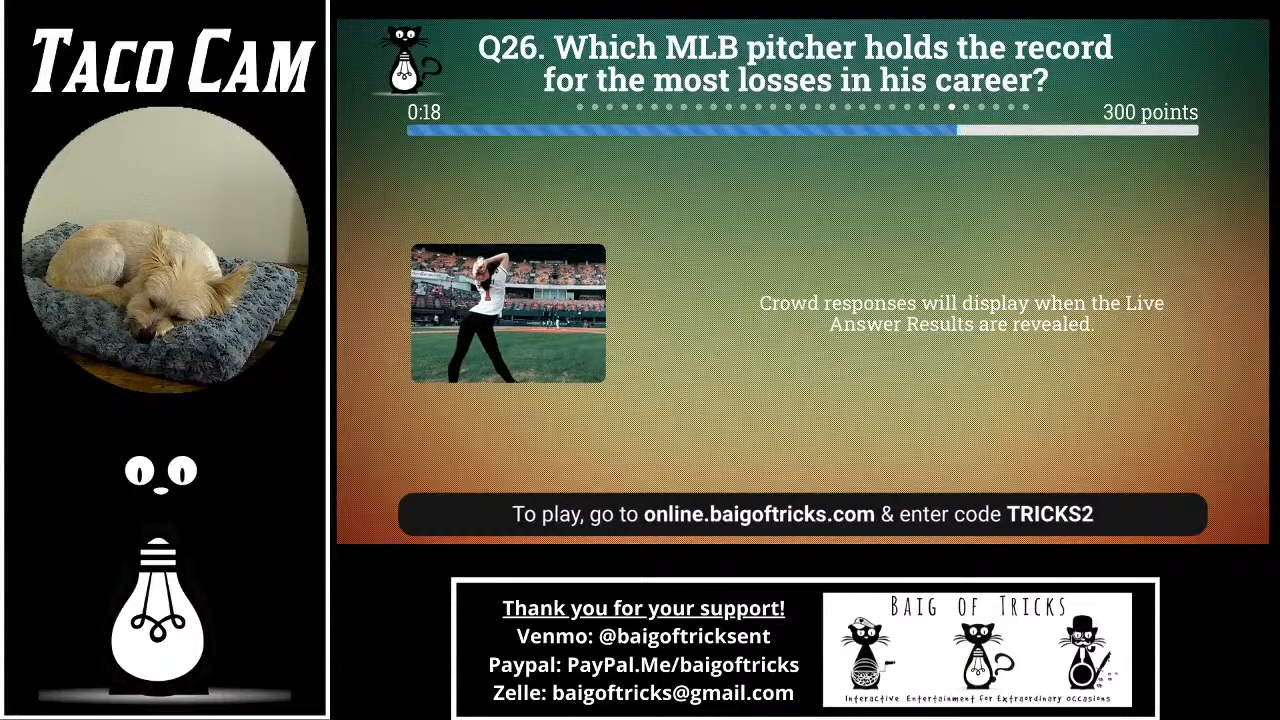 TACO CAM
Q26. Which MLB pitcher holds the record
for the most losses in his career?
0:18
300 points
Crowd responses will display when the Live
Answer Results are revealed.
To play, go to online.baigoftricks.com & enter code TRICKS2
Thank you for your support!
Venmo: @baigoftricksent
Paypal: PayPal.Me/baigoftricks
Zelle: baigoftricks@gmail.com
BAIG OF TRICKS
Interactive Entertainment for Extraordinary Occasions